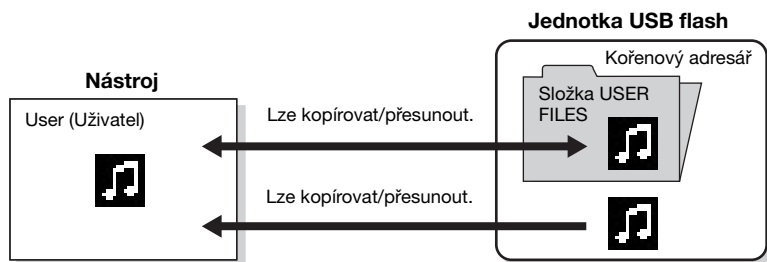 Jednotka USB flash
Kořenový adresář
Nástroj
Složka USER
FILES
User (Uživatel)
Lze kopírovat/přesunout.
Lze kopírovat/přesunout.